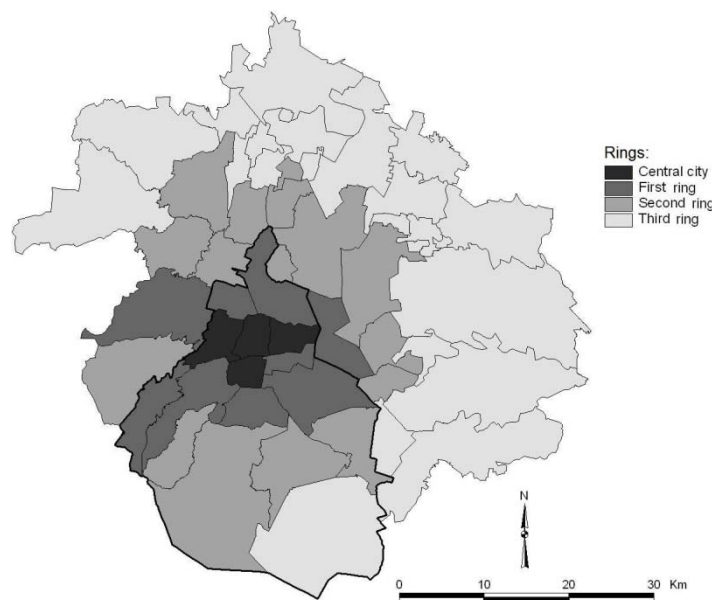 Rings:
Central city
First ring
Second ring
Third ring
N
0 10 20 30 Km